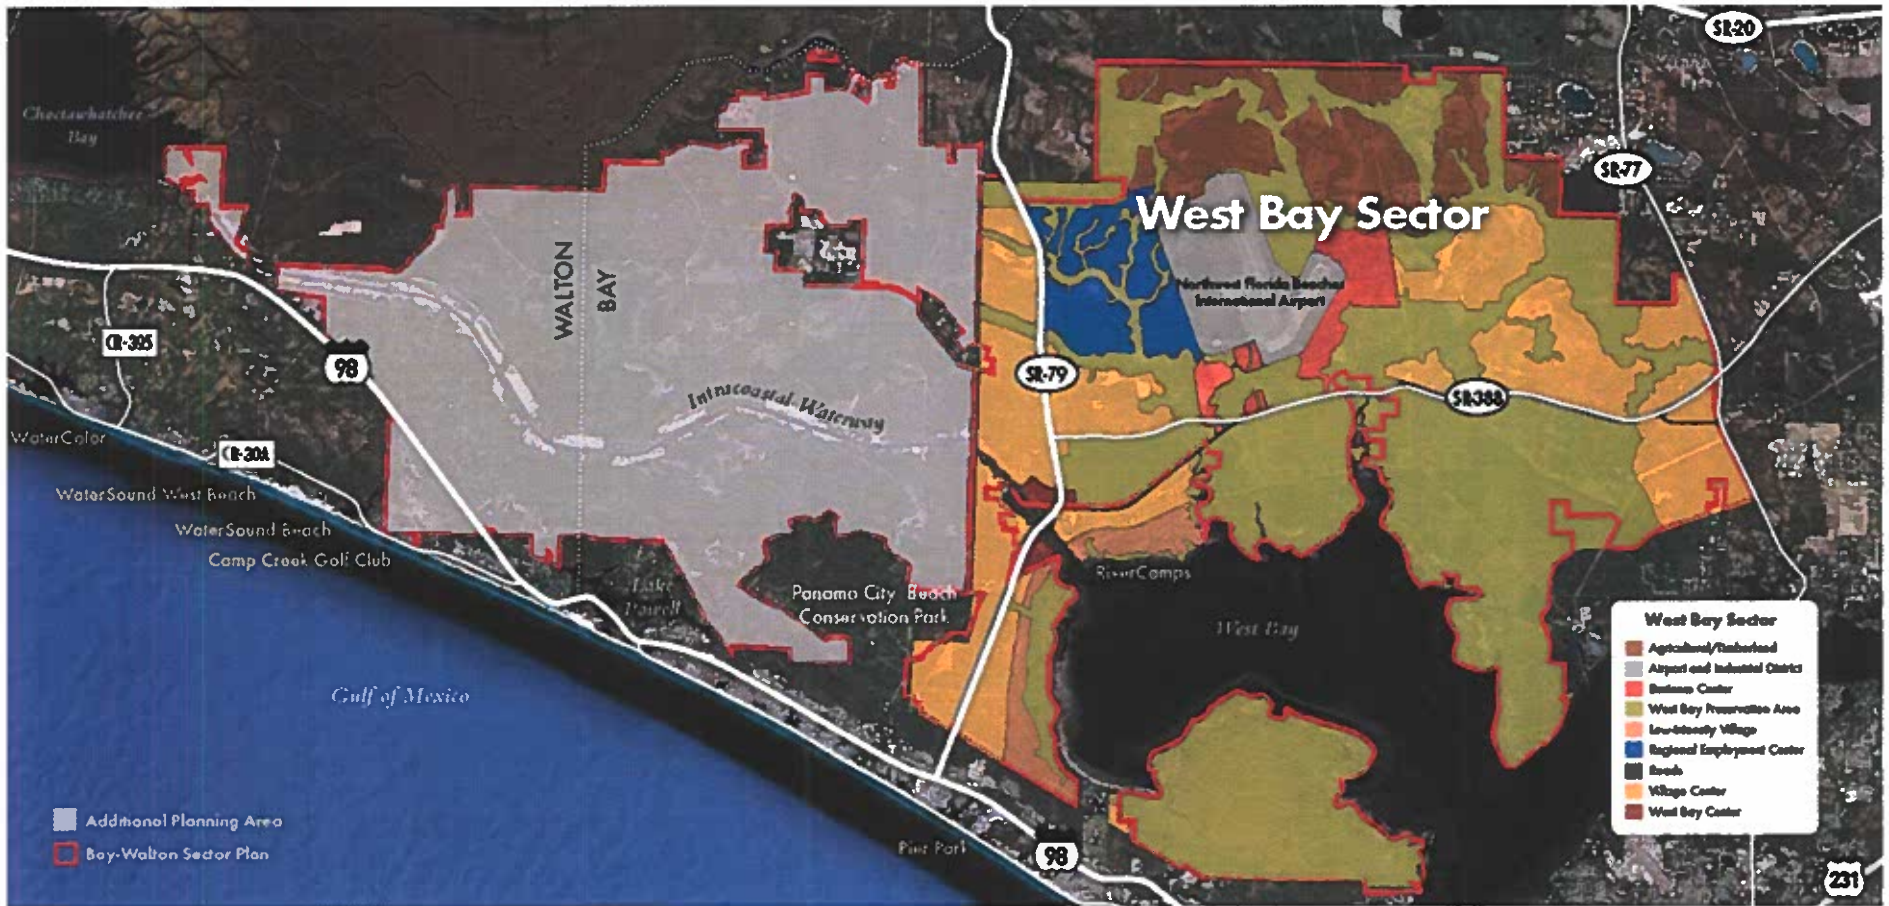 SR-20
Choctawhatchee
Bay
SR-77
West Bay Sector
WALTON
BAY
Northwest Florida Beaches
International Airport
CR-395
98
SR-79
Intracoastal Waterway
SR-388
WaterColor
CR-30A
WaterSound West Beach
WaterSound Beach
Camp Creek Golf Club
Lake
Powell
Panama City Beach
Conservation Park
RiverCamps
West Bay
Gulf of Mexico
West Bay Sector
Agricultural/Timberland
Airport and Industrial District
Business Center
West Bay Preservation Area
Low-Intensity Village
Regional Employment Center
Roads
Village Center
West Bay Center
Additional Planning Area
Bay-Walton Sector Plan
Pier Park
98
231